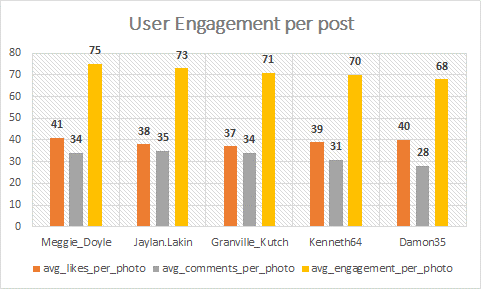 User Engagement per post
80
70
60
50
40
30
20
10
0
41 34 75
38 35 73
37 34 71
39 31 70
40 28 68
Meggie_Doyle Jaylan.Lakin Granville_Kutch Kenneth64 Damon35
avg_likes_per_photo avg_comments_per_photo avg_engagement_per_photo